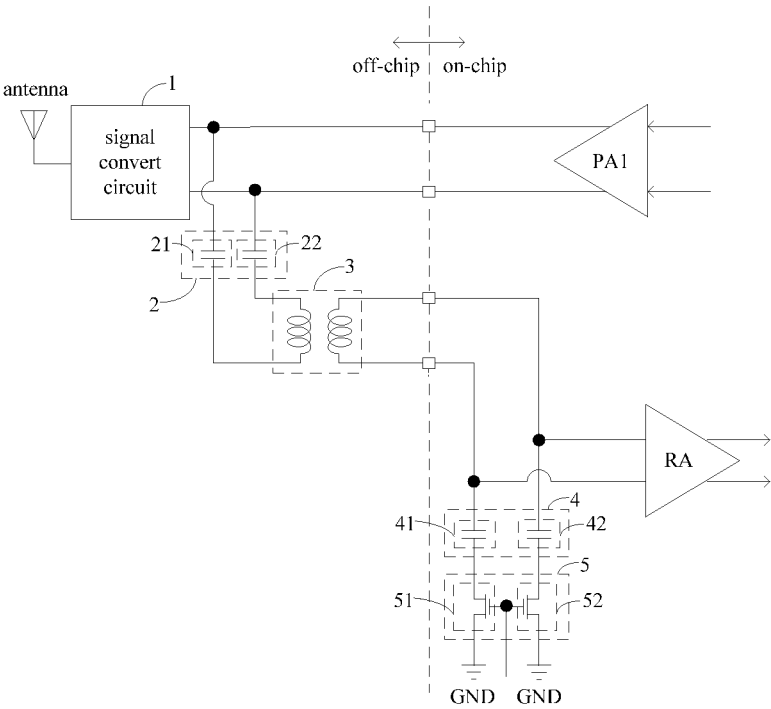 off-chip
on-chip
antenna
1
signal
convert
circuit
PA1
21
22
3
2
RA
4
41
42
5
51
52
GND
GND